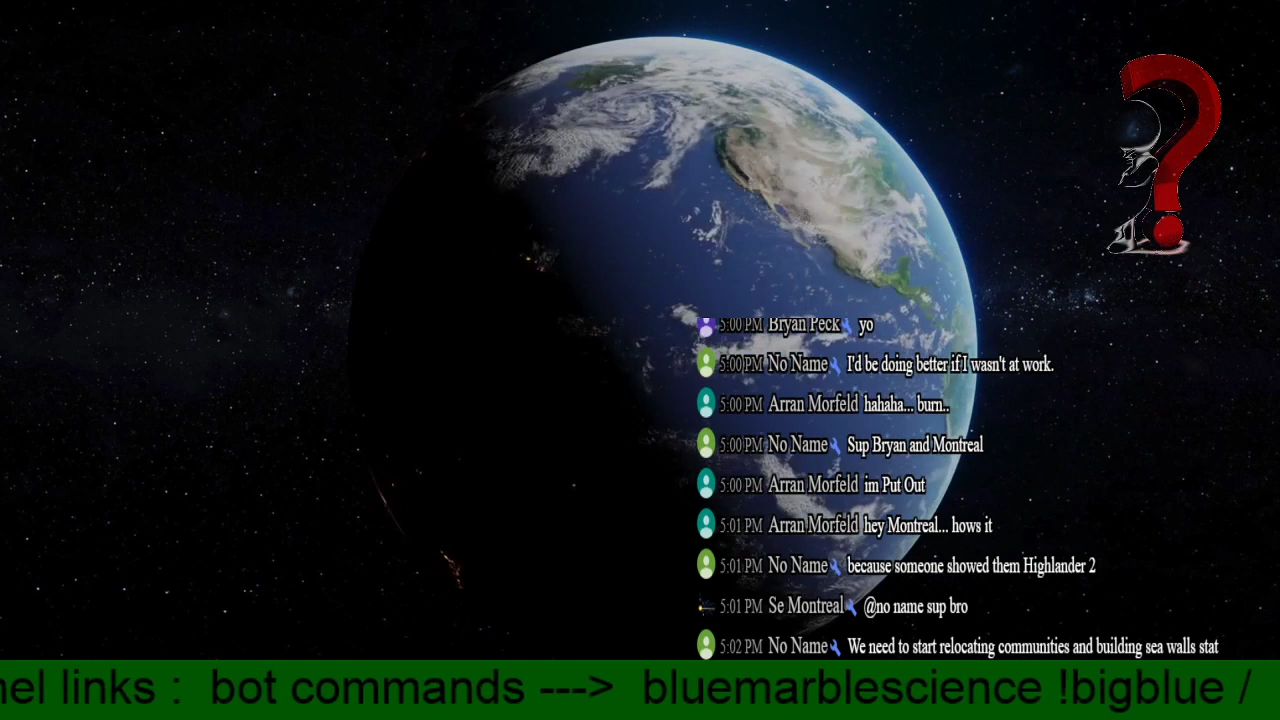 5:00 PM Bryan Peck yo
5:00 PM No Name I'd be doing better if I wasn't at work.
5:00 PM Arran Morfeld hahaha... burn..
5:00 PM No Name Sup Bryan and Montreal
5:00 PM Arran Morfeld im Put Out
5:01 PM Arran Morfeld hey Montreal... hows it
5:01 PM No Name because someone showed them Highlander 2
5:01 PM Se Montreal @no name sup bro
5:02 PM No Name We need to start relocating communities and building sea walls stat
nel links : bot commands ---> bluemarblescience !bigblue /